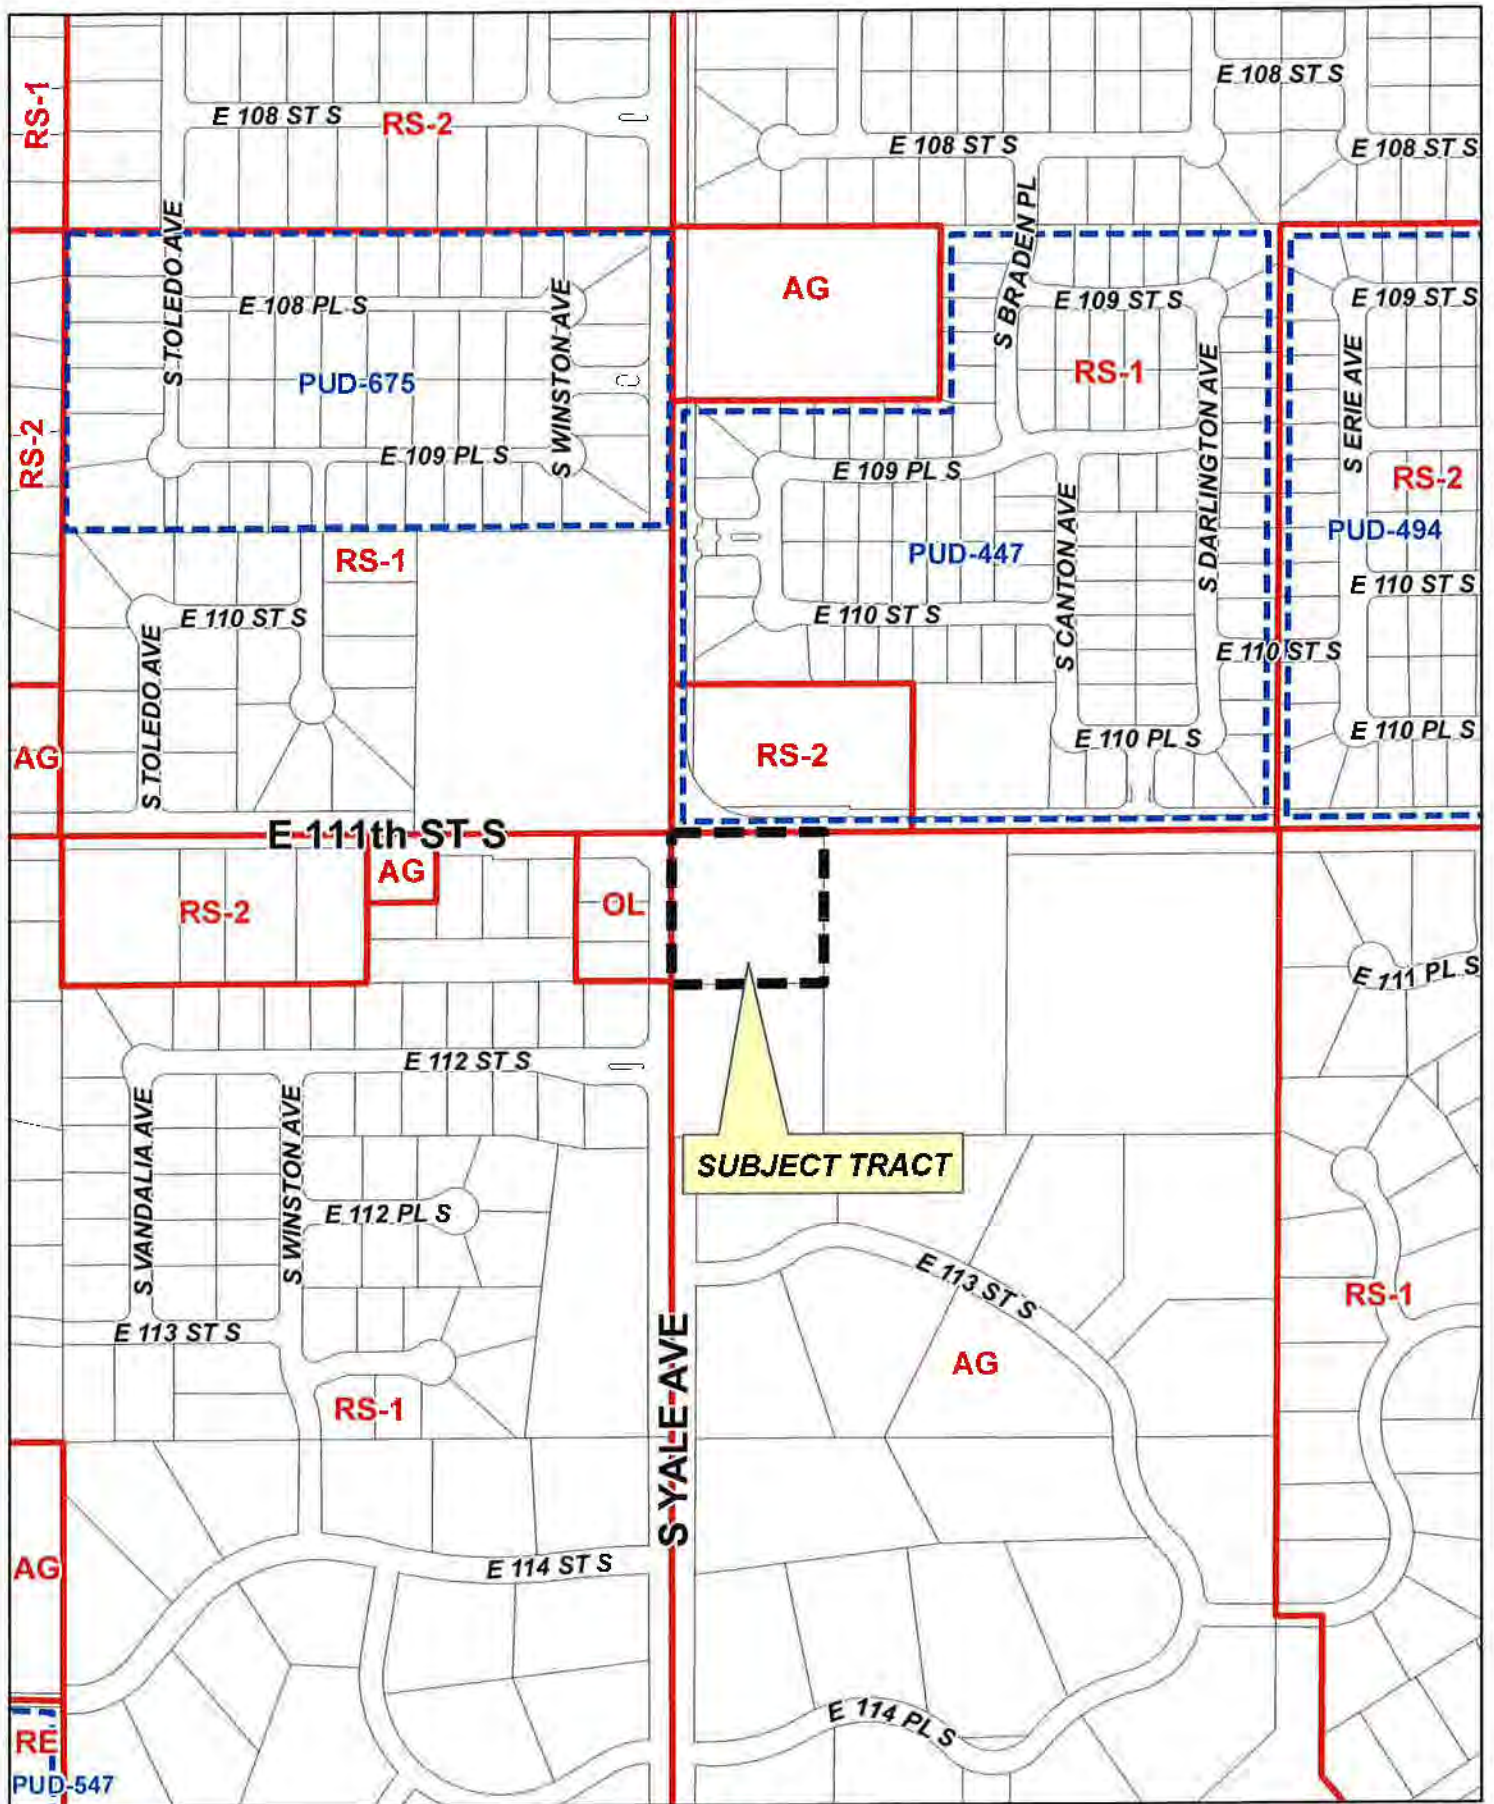 RS-1
E 108 ST S
RS-2
E 108 ST S
E 108 ST S
E 108 ST S
S TOLEDO AVE
E 108 PL S
S WINSTON AVE
PUD-675
E 109 PL S
AG
S BRADEN PL
E 109 ST S
RS-1
S DARLINGTON AVE
E 109 ST S
S ERIE AVE
RS-2
RS-2
E 109 PL S
PUD-447
S CANTON AVE
PUD-494
RS-1
E 110 ST S
S TOLEDO AVE
E 110 ST S
E 110 ST S
E 110 ST S
AG
RS-2
E 110 PL S
E 110 PL S
E 111th ST S
RS-2
AG
OL
E 111 PL S
E 112 ST S
S VANDALIA AVE
S WINSTON AVE
SUBJECT TRACT
E 112 PL S
E 113 ST S
E 113 ST S
RS-1
AG
RS-1
S YALE AVE
AG
E 114 ST S
E 114 PL S
RE
PUD-547